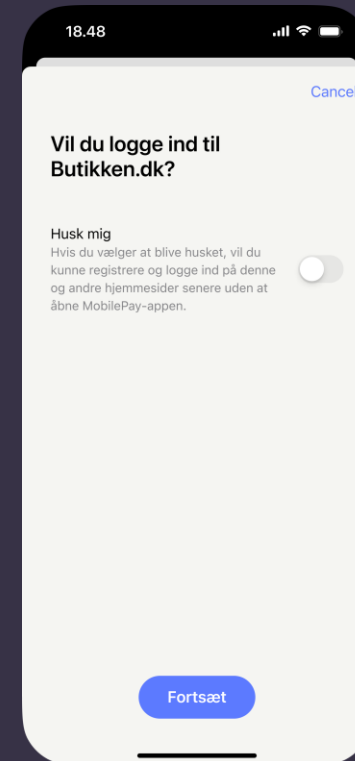 18.48
Cancel
Vil du logge ind til
Butikken.dk?
Husk mig
Hvis du vælger at blive husket, vil du
kunne registrere og logge ind på denne
og andre hjemmesider senere uden at
åbne MobilePay-appen.
Fortsæt